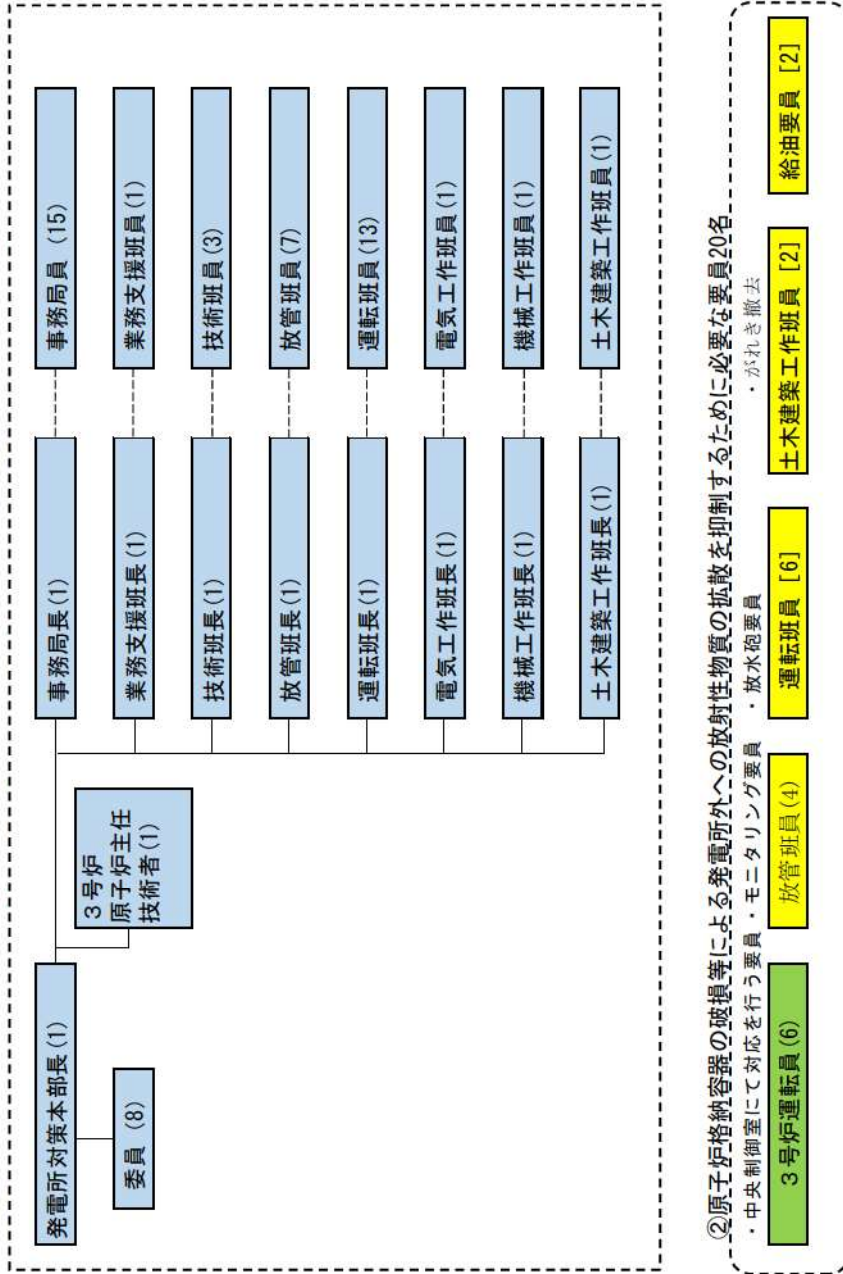 発電所対策本部長(1)
委員 (8)
3号炉
原子炉主任
技術者(1)
事務局長(1)
事務局員 (15)
業務支援班長(1)
業務支援班員(1)
技術班長(1)
技術班員(3)
放管班長(1)
放管班員(7)
運転班長(1)
運転班員(13)
電気工作班長(1)
電気工作班員(1)
機械工作班長(1)
機械工作班員(1)
土木建築工作班長(1)
土木建築工作班員(1)
②原子炉格納容器の破損等による発電所外への放射性物質の拡散を抑制するために必要な要員20名
・中央制御室にて対応を行う要員
・モニタリング要員
・放水砲要員
・がれき撤去
3号炉運転員(6)
放管班員(4)
運転班員 [6]
土木建築工作班員 [2]
給油要員 [2]